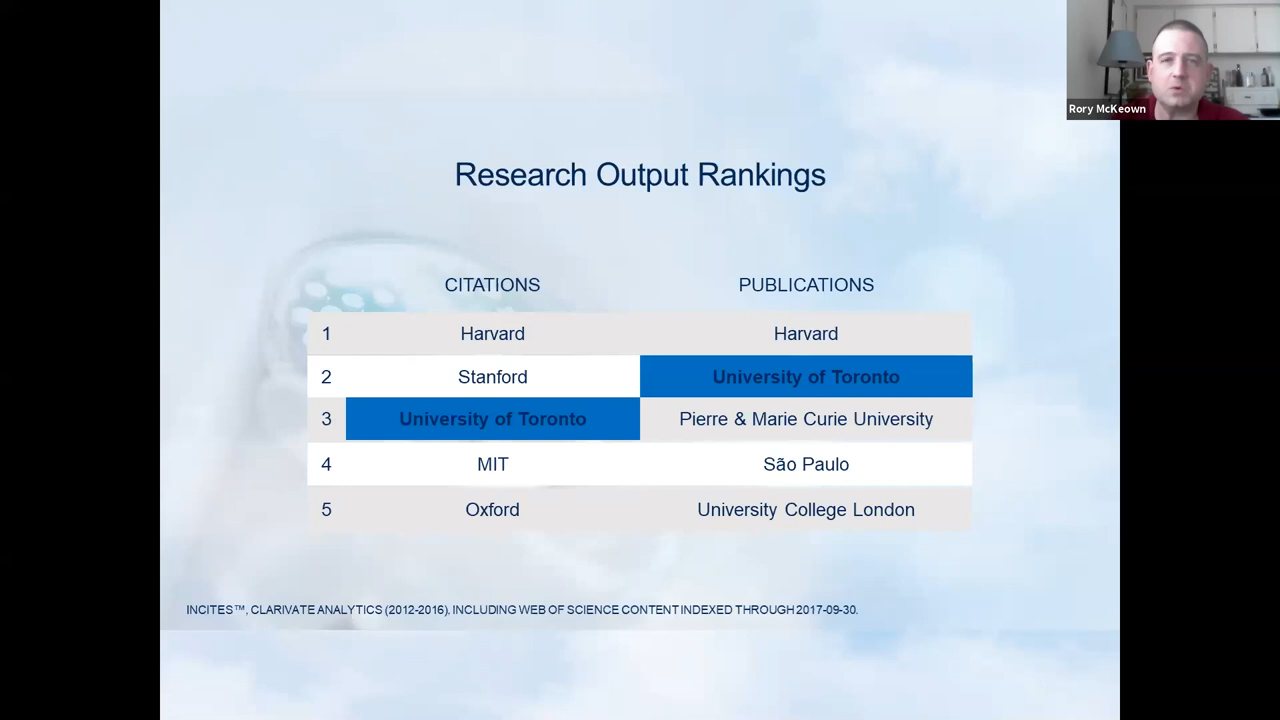 Rory McKeown
Research Output Rankings
CITATIONS PUBLICATIONS
1 Harvard Harvard
2 Stanford University of Toronto
3 University of Toronto Pierre & Marie Curie University
4 MIT São Paulo
5 Oxford University College London
INCITES™, CLARIVATE ANALYTICS (2012-2016), INCLUDING WEB OF SCIENCE CONTENT INDEXED THROUGH 2017-09-30.